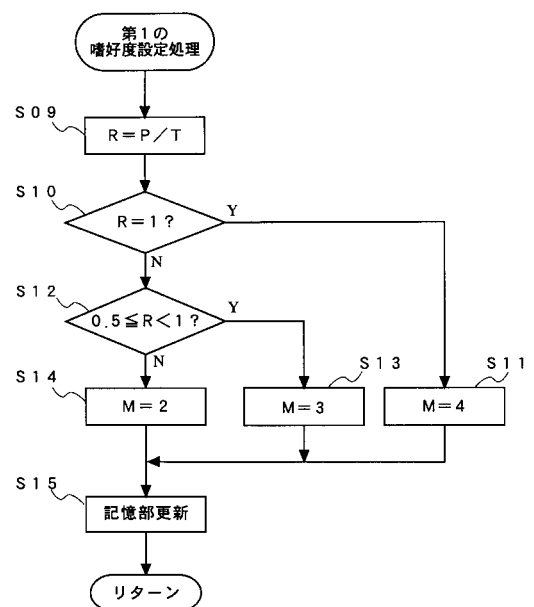 第1の
嗜好度設定処理
S09
R=P/T
S10
R=1?
Y
N
S12
0.5≦R<1?
Y
N
S14
M=2
S13
M=3
S11
M=4
S15
記憶部更新
リターン